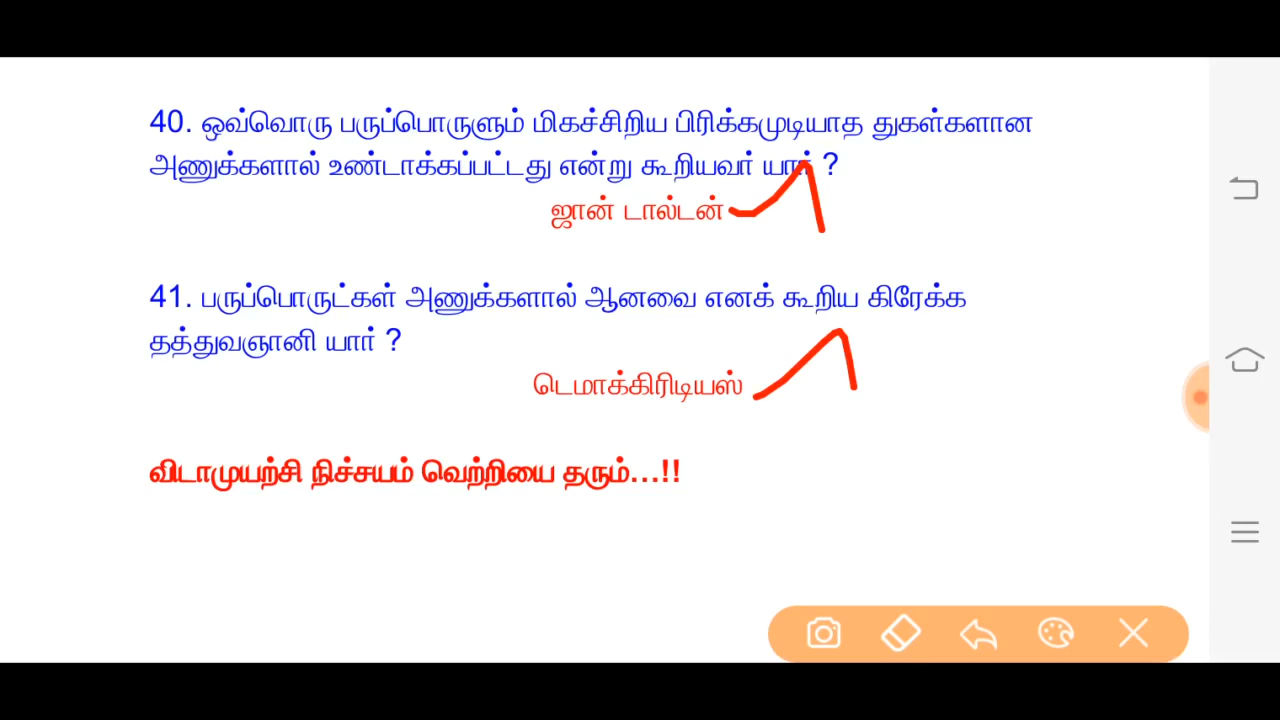 40. ஒவ்வொரு பருப்பொருளும் மிகச்சிறிய பிரிக்கமுடியாத துகள்களான
அணுக்களால் உண்டாக்கப்பட்டது என்று கூறியவர் யார் ?
ஜான் டால்டன்
41. பருப்பொருட்கள் அணுக்களால் ஆனவை எனக் கூறிய கிரேக்க
தத்துவஞானி யார் ?
டெமாக்கிரிடியஸ்
விடாமுயற்சி நிச்சயம் வெற்றியை தரும்...!!